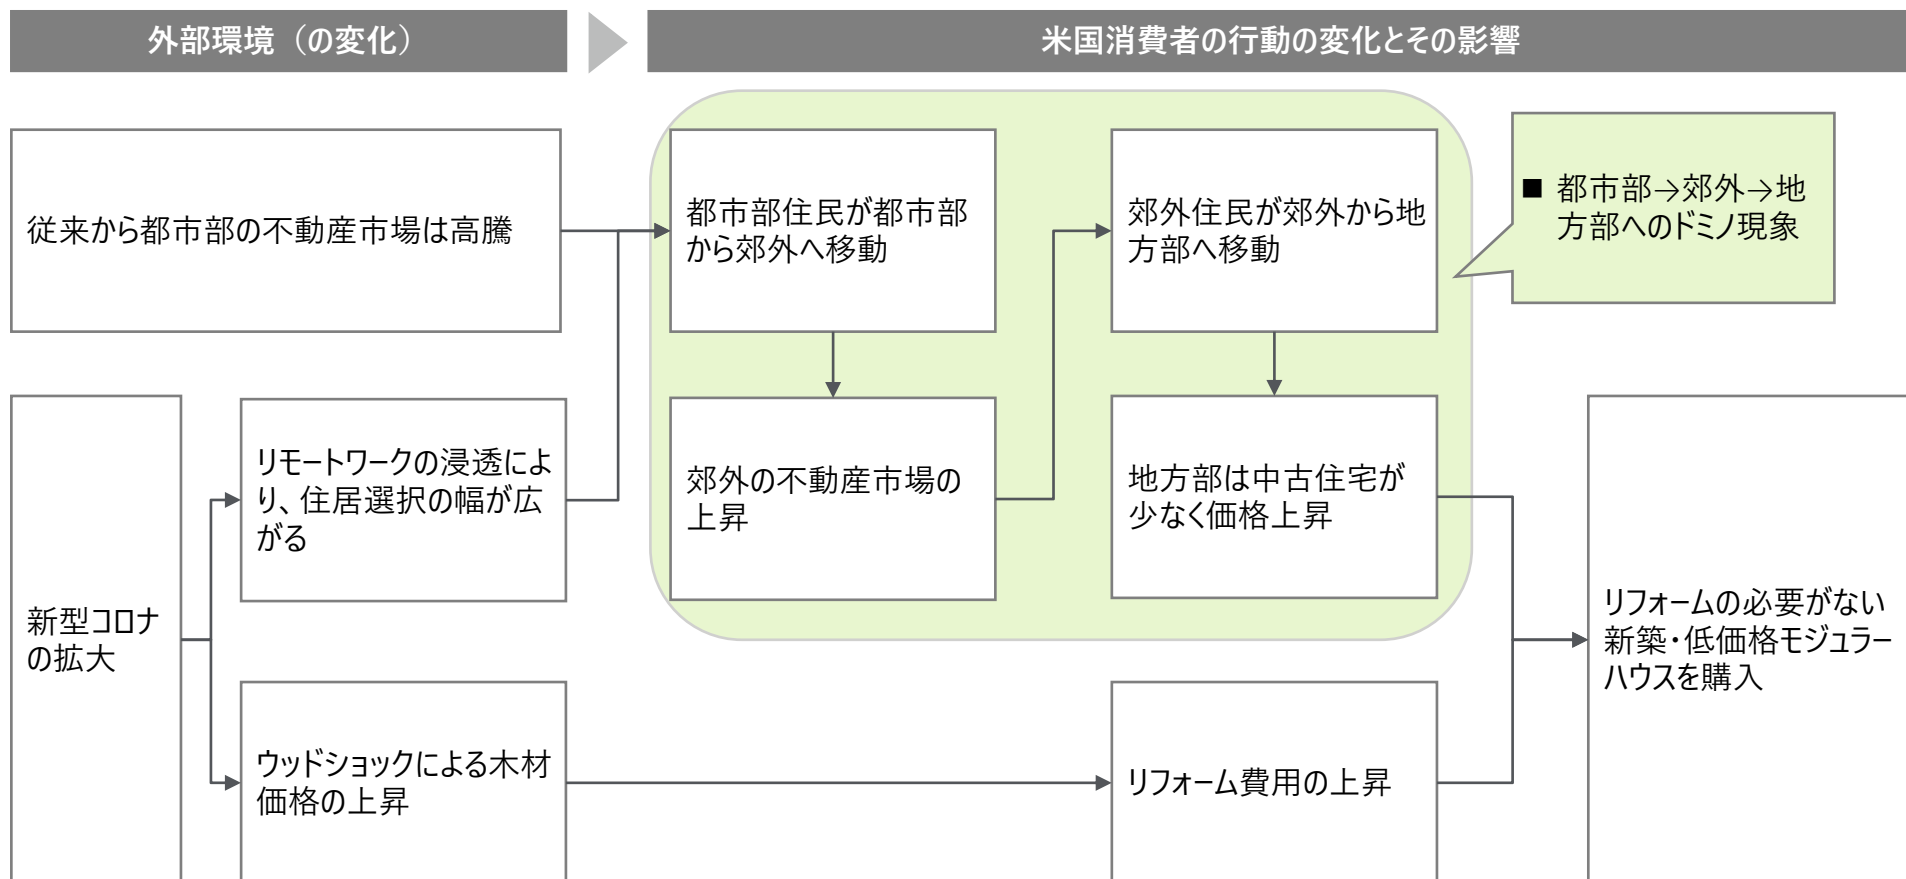 外部環境（の変化）
米国消費者の行動の変化とその影響
従来から都市部の不動産市場は高騰
都市部住民が都市部
から郊外へ移動
郊外住民が郊外から地
方部へ移動
■ 都市部→郊外→地
方部へのドミノ現象
新型コロナ
の拡大
リモートワークの浸透によ
り、住居選択の幅が広
がる
郊外の不動産市場の
上昇
地方部は中古住宅が
少なく価格上昇
ウッドショックによる木材
価格の上昇
リフォーム費用の上昇
リフォームの必要がない
新築・低価格モジュラー
ハウスを購入